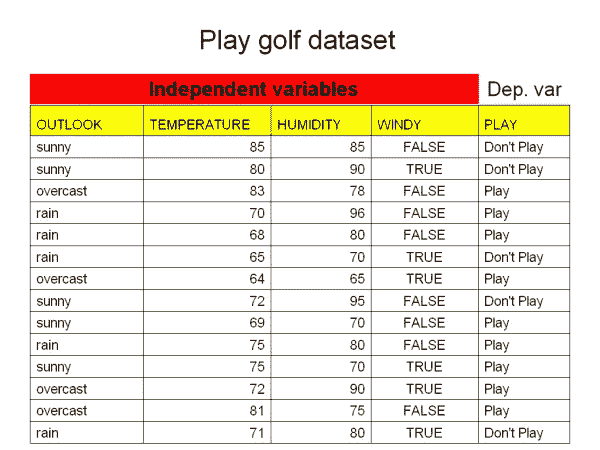 Play golf dataset
Independent variables Dep. var
OUTLOOK TEMPERATURE HUMIDITY WINDY PLAY
sunny 85 85 FALSE Don't Play
sunny 80 90 TRUE Don't Play
overcast 83 78 FALSE Play
rain 70 96 FALSE Play
rain 68 80 FALSE Play
rain 65 70 TRUE Don't Play
overcast 64 65 TRUE Play
sunny 72 95 FALSE Don't Play
sunny 69 70 FALSE Play
rain 75 80 FALSE Play
sunny 75 70 TRUE Play
overcast 72 90 TRUE Play
overcast 81 75 FALSE Play
rain 71 80 TRUE Don't Play